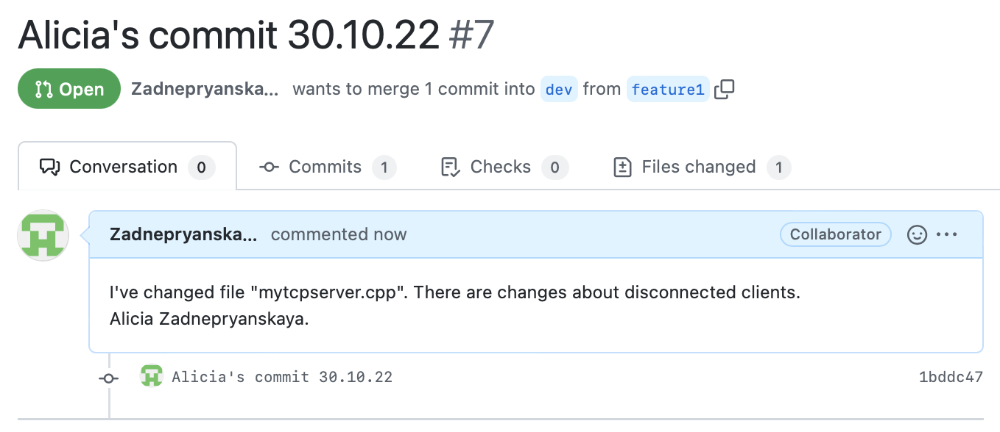 Alicia's commit 30.10.22 #7
Open Zadnepryanska... wants to merge 1 commit into dev from feature1
Conversation 0 Commits 1 Checks 0 Files changed 1
Zadnepryanska... commented now Collaborator
I've changed file "mytcpserver.cpp". There are changes about disconnected clients.
Alicia Zadnepryanskaya.
Alicia's commit 30.10.22 1bddc47